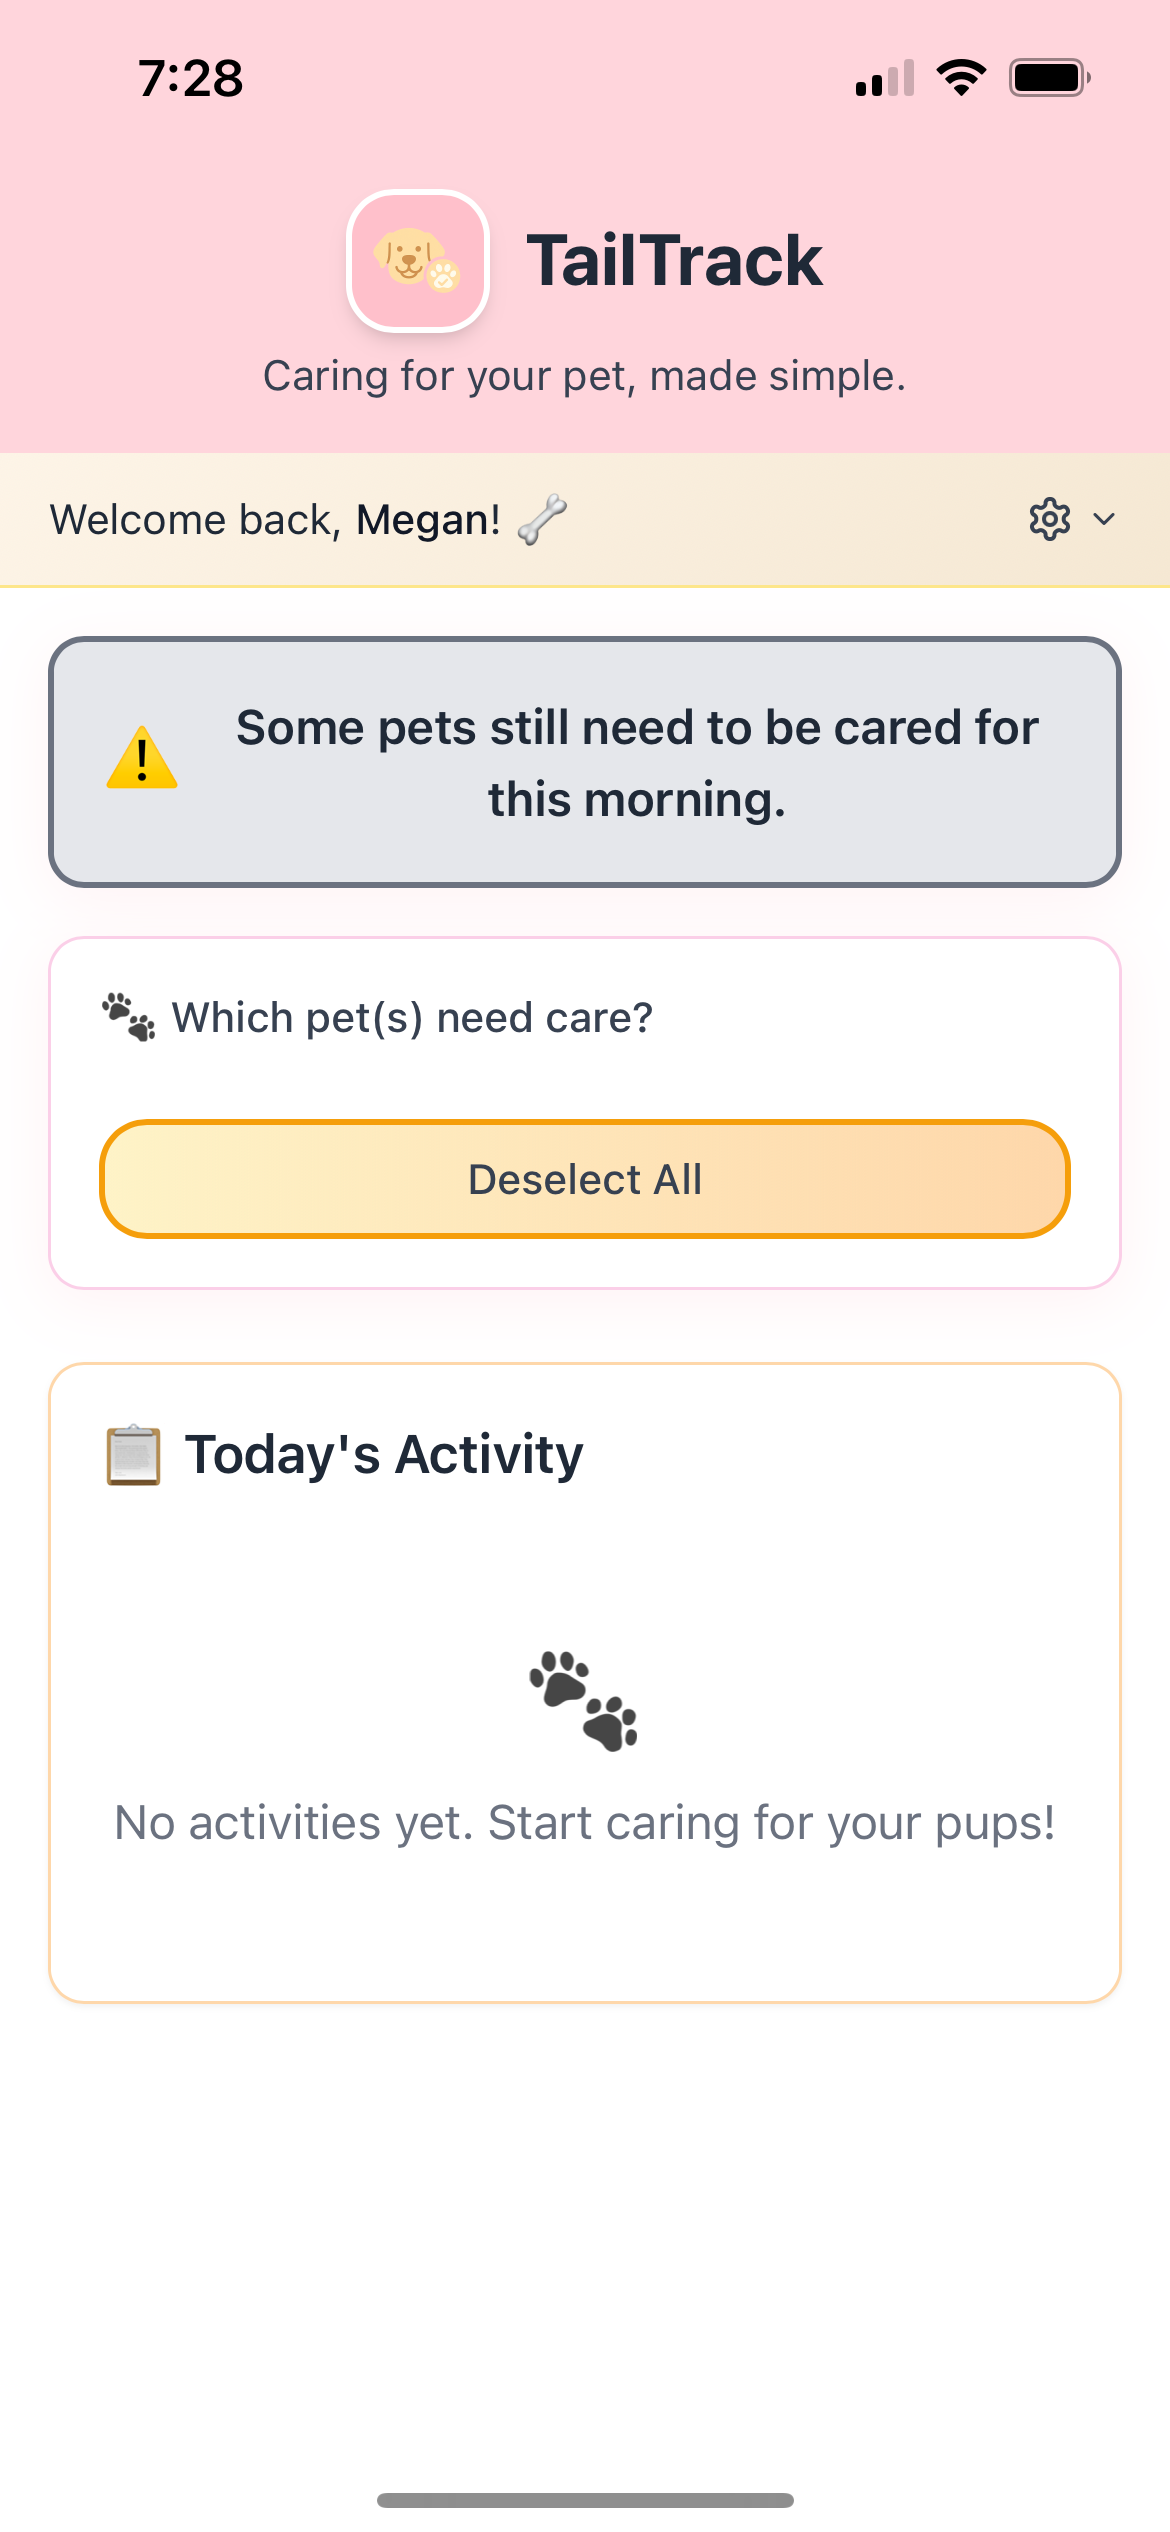 7:28
TailTrack
Caring for your pet, made simple.
Welcome back, Megan! 🦴
⚠️ Some pets still need to be cared for
this morning.
🐾 Which pet(s) need care?
Deselect All
📋 Today's Activity
🐾
No activities yet. Start caring for your pups!